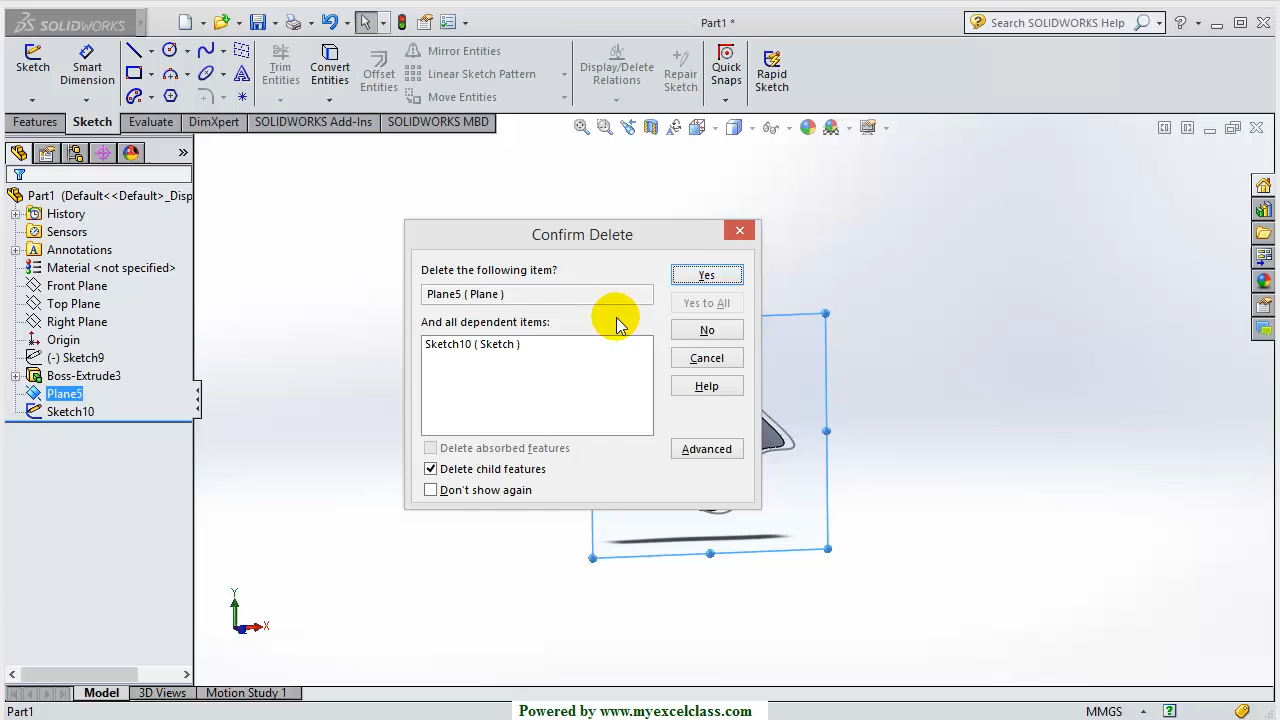 SOLIDWORKS
Part1 *
Search SOLIDWORKS Help
Sketch
Smart Dimension
Trim Entities
Convert Entities
Offset Entities
Mirror Entities
Linear Sketch Pattern
Move Entities
Display/Delete Relations
Repair Sketch
Quick Snaps
Rapid Sketch
Features
Sketch
Evaluate
DimXpert
SOLIDWORKS Add-Ins
SOLIDWORKS MBD
Part1 (Default<<Default>_Disp
History
Sensors
Annotations
Material <not specified>
Front Plane
Top Plane
Right Plane
Origin
(-) Sketch9
Boss-Extrude3
Plane5
Sketch10
Confirm Delete
Delete the following item?
Yes
Plane5 ( Plane )
Yes to All
And all dependent items:
No
Sketch10 ( Sketch )
Cancel
Help
Delete absorbed features
Advanced
Delete child features
Don't show again
Y
X
Model
3D Views
Motion Study 1
Part1
MMGS
Powered by www.myexcelclass.com